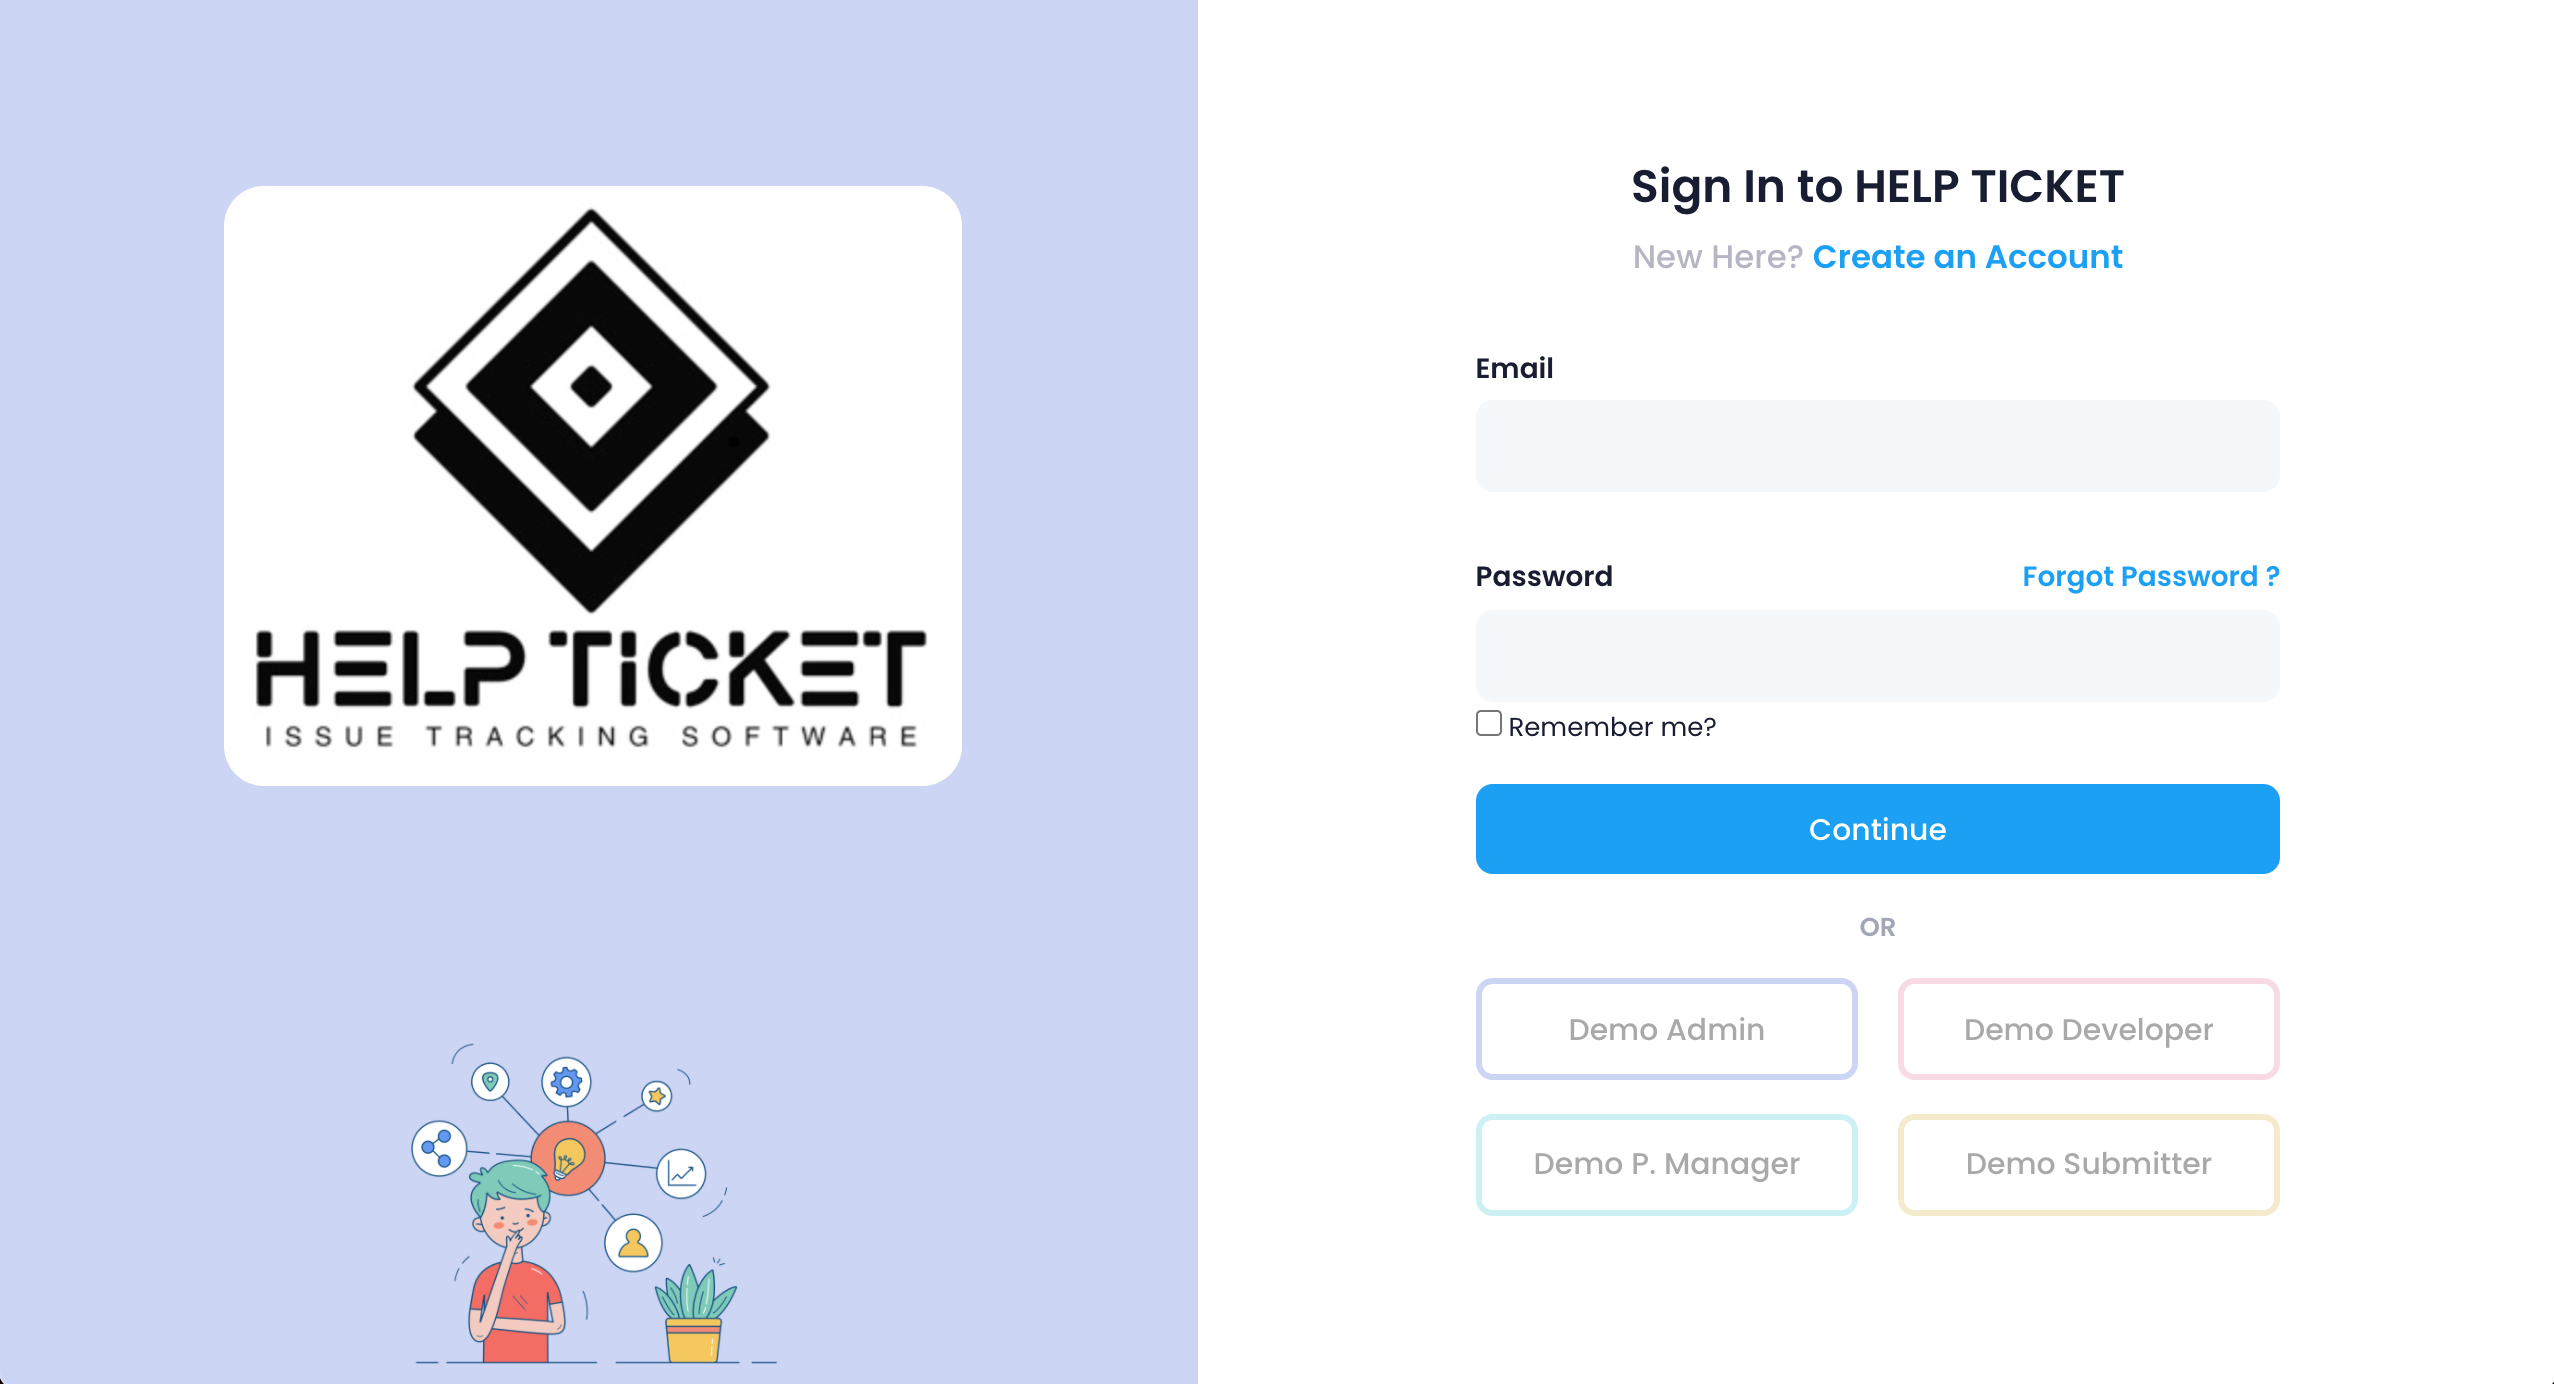 HELP TICKET
ISSUE TRACKING SOFTWARE
Sign In to HELP TICKET
New Here? Create an Account
Email
Password
Forgot Password ?
Remember me?
Continue
OR
Demo Admin
Demo Developer
Demo P. Manager
Demo Submitter